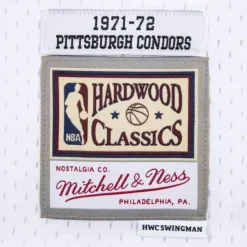 1971-72
PITTSBURGH CONDORS
HARDWOOD
NBA
CLASSICS
NOSTALGIA CO.
Mitchell & Ness
PHILADELPHIA, PA.
HWC SWINGMAN